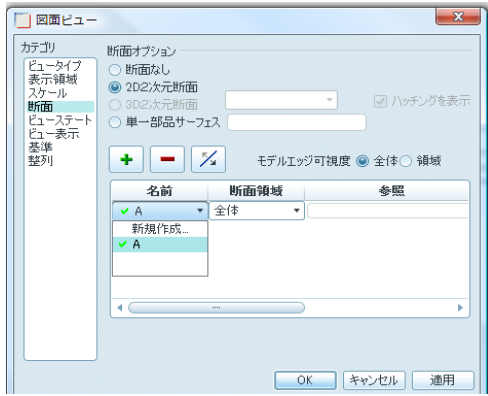 図面ビュー
カテゴリ
ビュータイプ
表示領域
スケール
断面
ビューステート
ビュー表示
基準
整列
断面オプション
断面なし
2D2次元断面
3D2次元断面
ハッチングを表示
単一部品サーフェス
モデルエッジ可視度 全体 領域
名前 断面領域 参照
A 全体
新規作成...
A
OK キャンセル 適用